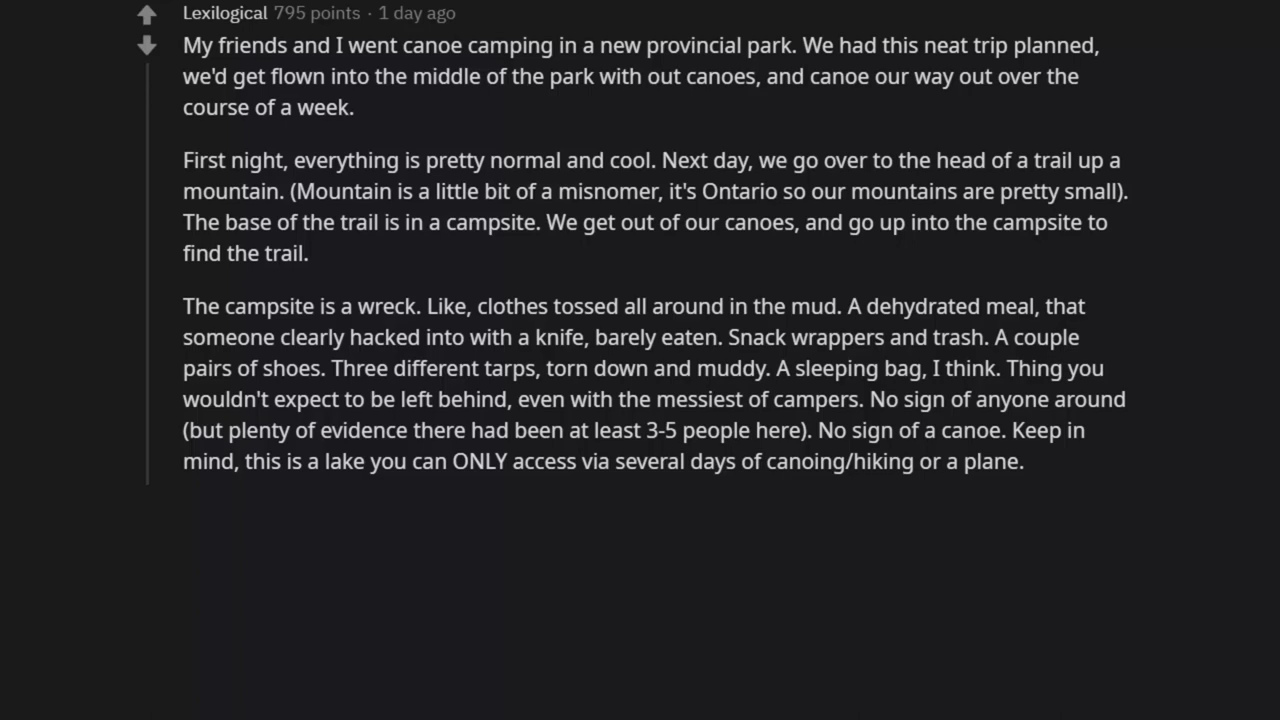 Lexilogical 795 points · 1 day ago
My friends and I went canoe camping in a new provincial park. We had this neat trip planned,
we'd get flown into the middle of the park with out canoes, and canoe our way out over the
course of a week.
First night, everything is pretty normal and cool. Next day, we go over to the head of a trail up a
mountain. (Mountain is a little bit of a misnomer, it's Ontario so our mountains are pretty small).
The base of the trail is in a campsite. We get out of our canoes, and go up into the campsite to
find the trail.
The campsite is a wreck. Like, clothes tossed all around in the mud. A dehydrated meal, that
someone clearly hacked into with a knife, barely eaten. Snack wrappers and trash. A couple
pairs of shoes. Three different tarps, torn down and muddy. A sleeping bag, I think. Thing you
wouldn't expect to be left behind, even with the messiest of campers. No sign of anyone around
(but plenty of evidence there had been at least 3-5 people here). No sign of a canoe. Keep in
mind, this is a lake you can ONLY access via several days of canoing/hiking or a plane.